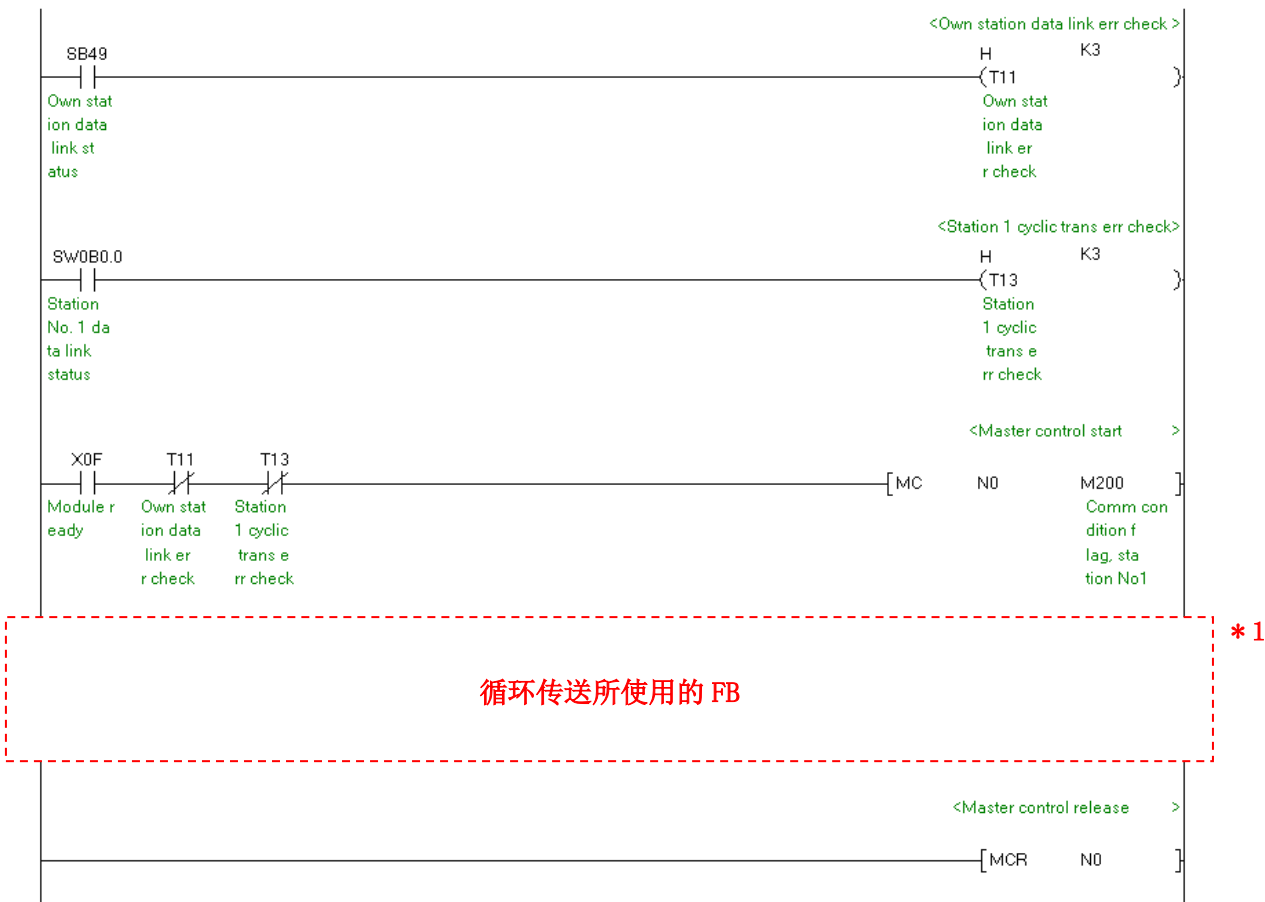 <Own station data link err check >
SB49
H K3
(T11 )
Own stat
ion data
link st
atus
Own stat
ion data
link er
r check
<Station 1 cyclic trans err check>
SW0B0.0
H K3
(T13 )
Station
No. 1 da
ta link
status
Station
1 cyclic
trans e
rr check
<Master control start >
X0F T11 T13
[MC N0 M200 ]
Module r
eady
Own stat
ion data
link er
r check
Station
1 cyclic
trans e
rr check
Comm con
dition f
lag, sta
tion No1
*1
循环传送所使用的 FB
<Master control release >
[MCR N0 ]